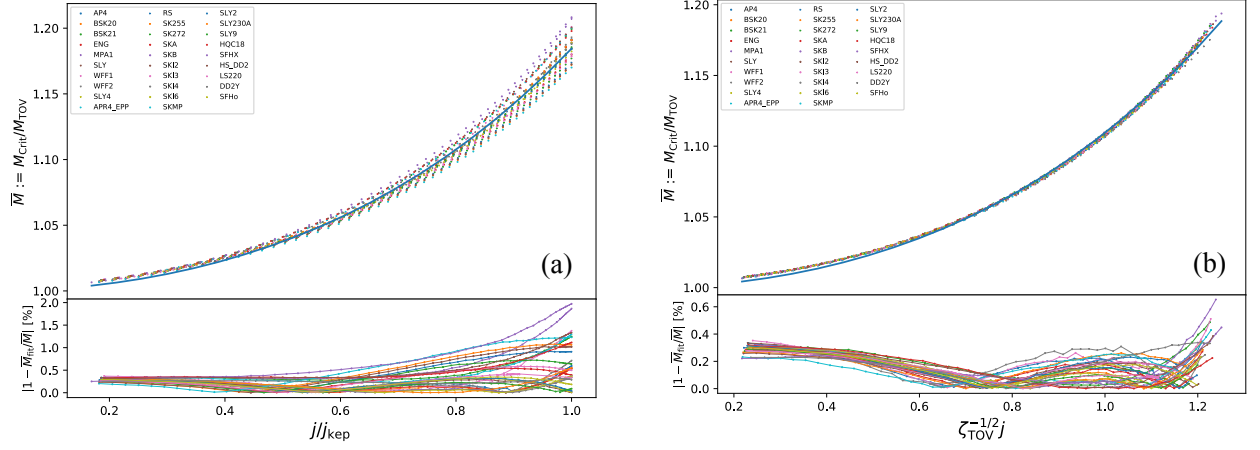 1.20
1.15
1.10
1.05
1.00
M̅ := M_Crit/M_TOV
AP4 RS SLY2
BSK20 SK255 SLY230A
BSK21 SK272 SLY9
ENG SKA HQC18
MPA1 SKB SFHX
SLY SKI2 HS_DD2
WFF1 SKI3 LS220
WFF2 SKI4 DD2Y
SLY4 SKI6 SFHo
APR4_EPP SKMP
(a)
2.0
1.5
1.0
0.5
0.0
|1 − M̅_fit/M̅| [%]
0.2 0.4 0.6 0.8 1.0
j/j_kep
1.20
1.15
1.10
1.05
1.00
M̅ := M_Crit/M_TOV
AP4 RS SLY2
BSK20 SK255 SLY230A
BSK21 SK272 SLY9
ENG SKA HQC18
MPA1 SKB SFHX
SLY SKI2 HS_DD2
WFF1 SKI3 LS220
WFF2 SKI4 DD2Y
SLY4 SKI6 SFHo
APR4_EPP SKMP
(b)
0.6
0.4
0.2
0.0
|1 − M̅_fit/M̅| [%]
0.2 0.4 0.6 0.8 1.0 1.2
ζ_TOV^−1/2 j